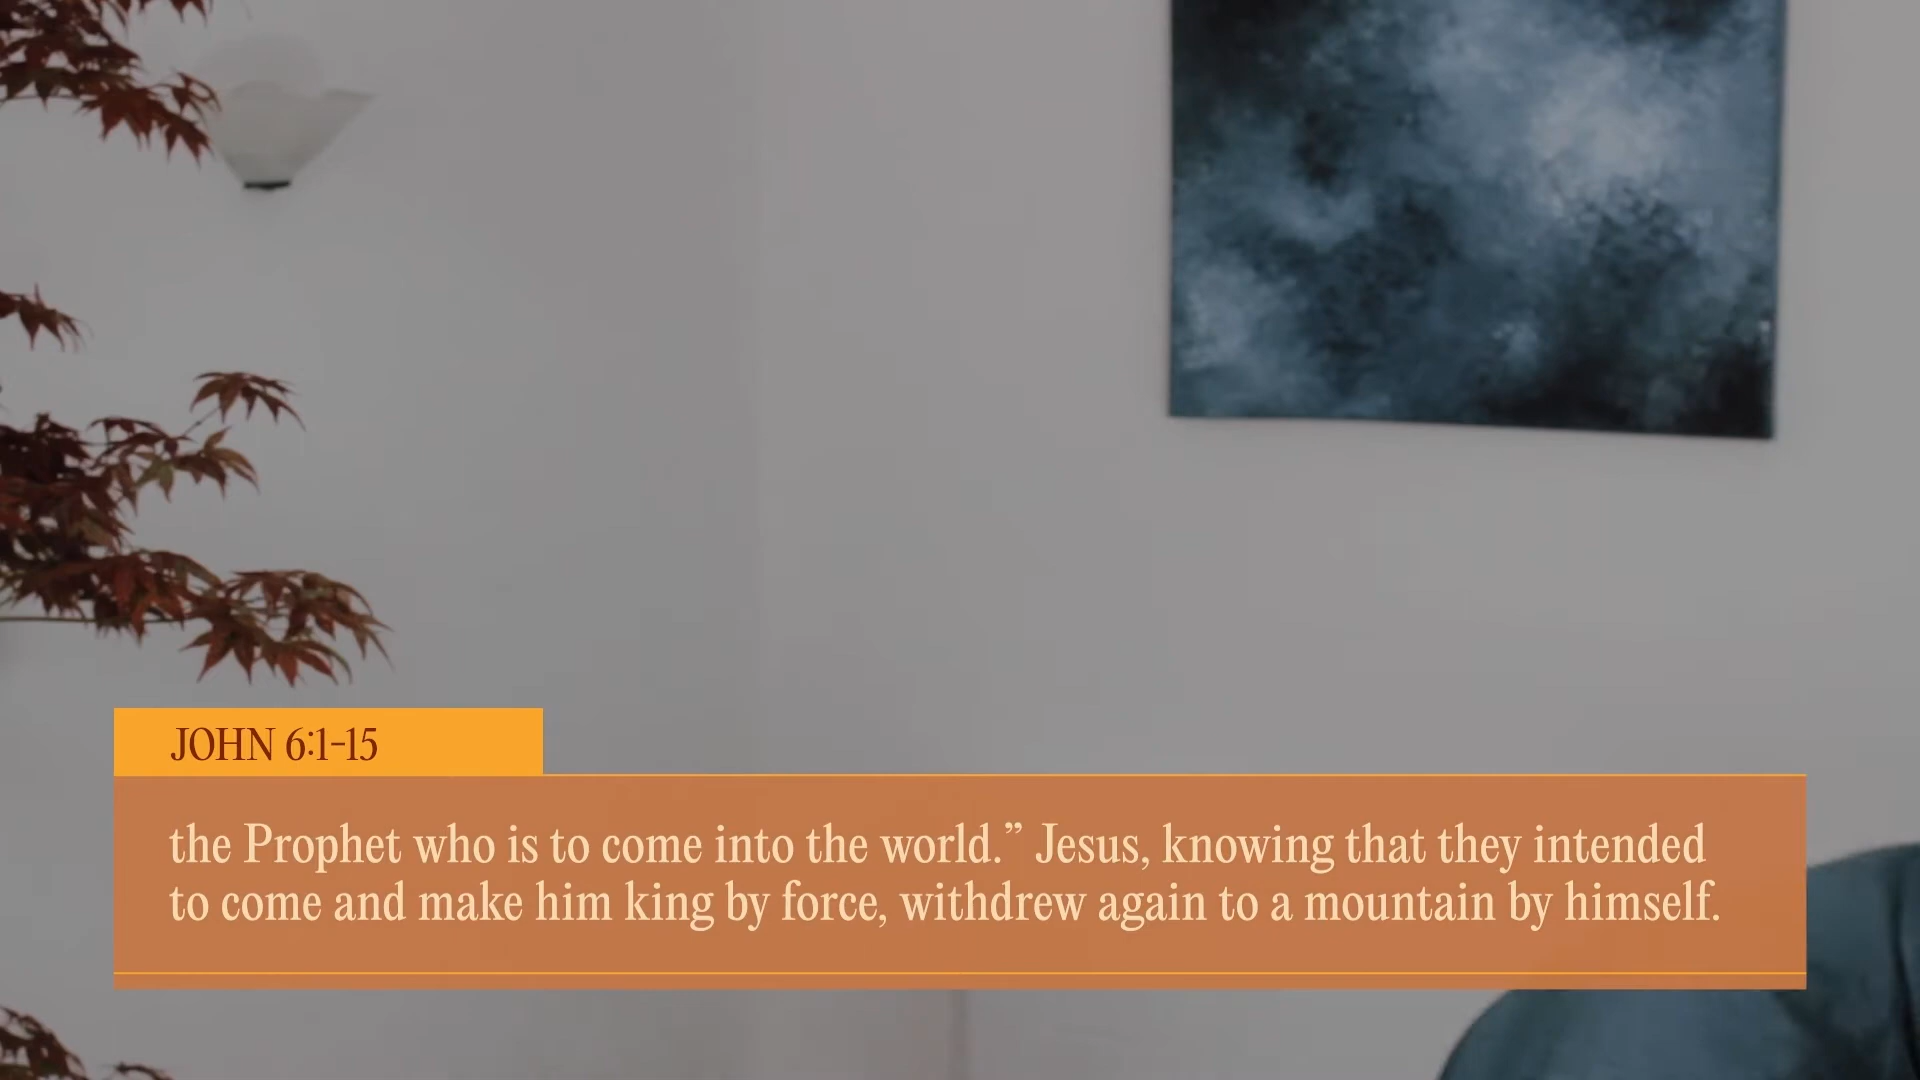 JOHN 6:1-15
the Prophet who is to come into the world.” Jesus, knowing that they intended
to come and make him king by force, withdrew again to a mountain by himself.